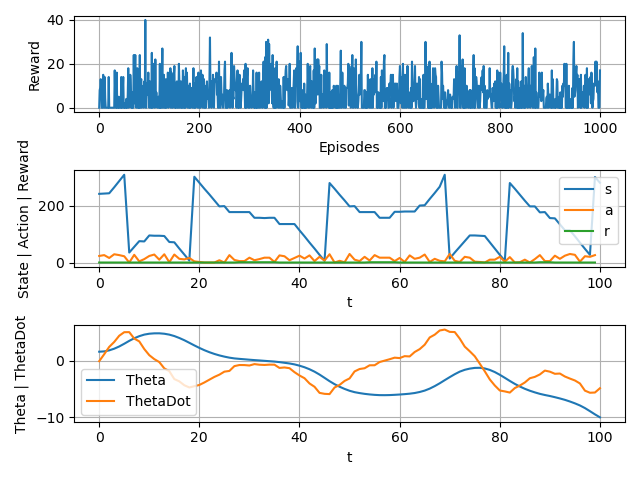 Reward
40
20
0
0 200 400 600 800 1000
Episodes
State | Action | Reward
200
0
s
a
r
0 20 40 60 80 100
t
Theta | ThetaDot
0
−10
Theta
ThetaDot
0 20 40 60 80 100
t